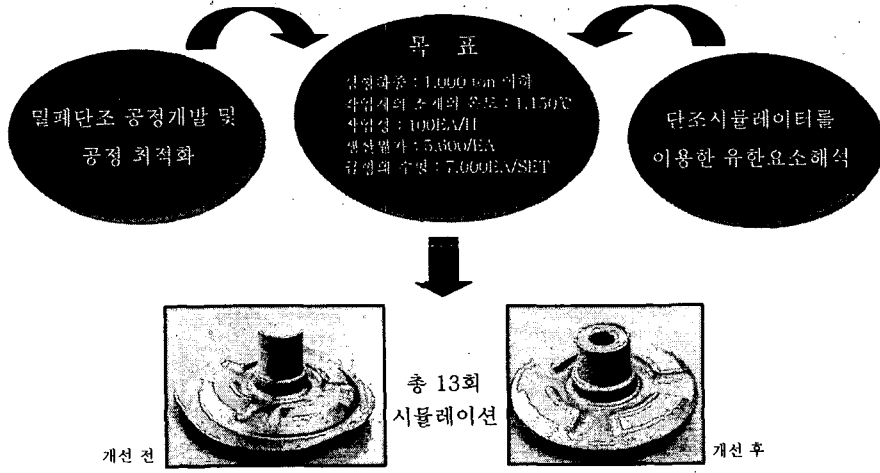 목 표
성형하중 : 1,000 ton 이하
작업시의 소재의 온도 : 1,150℃
작업성 : 100EA/H
생산원가 : 5,600/EA
금형의 수명 : 7,000EA/SET
밀폐단조 공정개발 및
공정 최적화
단조시뮬레이터를
이용한 유한요소해석
총 13회
시뮬레이션
개선 전
개선 후